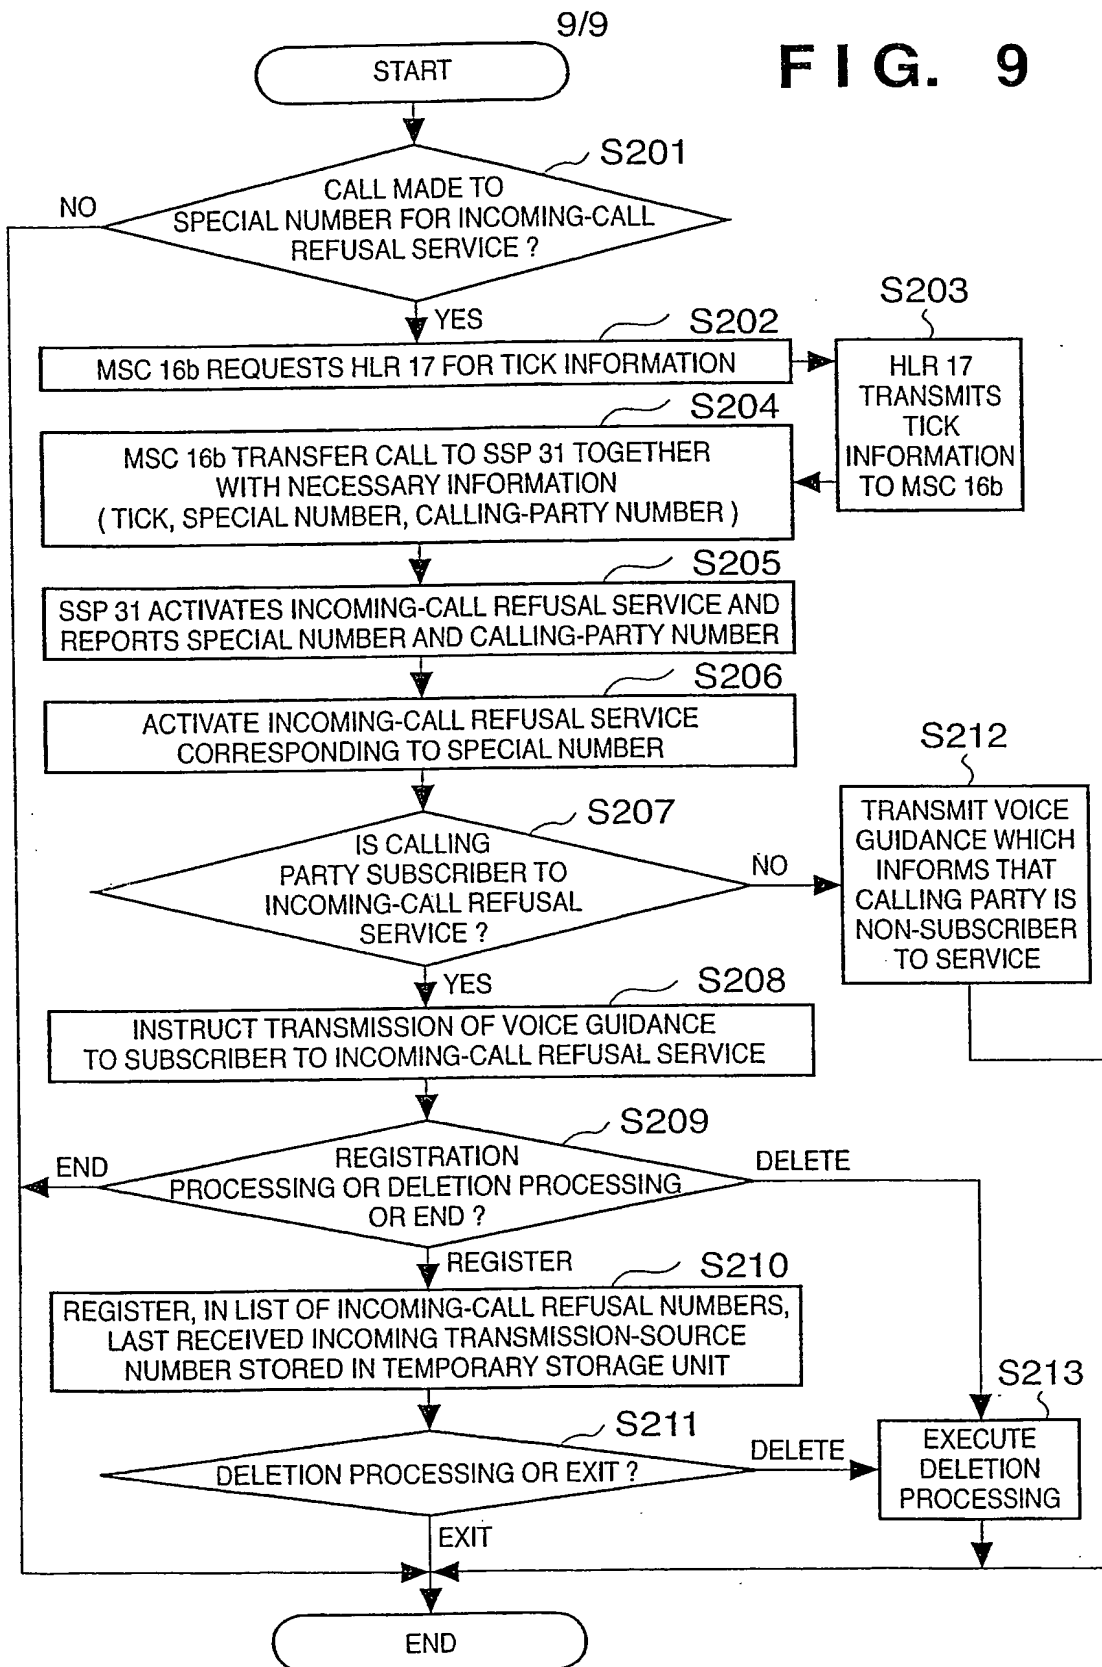 9/9
FIG. 9
START
S201
CALL MADE TO
SPECIAL NUMBER FOR INCOMING-CALL
REFUSAL SERVICE ?
NO
YES
S202
MSC 16b REQUESTS HLR 17 FOR TICK INFORMATION
S203
HLR 17
TRANSMITS
TICK
INFORMATION
TO MSC 16b
S204
MSC 16b TRANSFER CALL TO SSP 31 TOGETHER
WITH NECESSARY INFORMATION
( TICK, SPECIAL NUMBER, CALLING-PARTY NUMBER )
S205
SSP 31 ACTIVATES INCOMING-CALL REFUSAL SERVICE AND
REPORTS SPECIAL NUMBER AND CALLING-PARTY NUMBER
S206
ACTIVATE INCOMING-CALL REFUSAL SERVICE
CORRESPONDING TO SPECIAL NUMBER
S207
IS CALLING
PARTY SUBSCRIBER TO
INCOMING-CALL REFUSAL
SERVICE ?
NO
S212
TRANSMIT VOICE
GUIDANCE WHICH
INFORMS THAT
CALLING PARTY IS
NON-SUBSCRIBER
TO SERVICE
YES
S208
INSTRUCT TRANSMISSION OF VOICE GUIDANCE
TO SUBSCRIBER TO INCOMING-CALL REFUSAL SERVICE
S209
REGISTRATION
PROCESSING OR DELETION PROCESSING
OR END ?
END
DELETE
REGISTER
S210
REGISTER, IN LIST OF INCOMING-CALL REFUSAL NUMBERS,
LAST RECEIVED INCOMING TRANSMISSION-SOURCE
NUMBER STORED IN TEMPORARY STORAGE UNIT
S211
DELETION PROCESSING OR EXIT ?
DELETE
S213
EXECUTE
DELETION
PROCESSING
EXIT
END